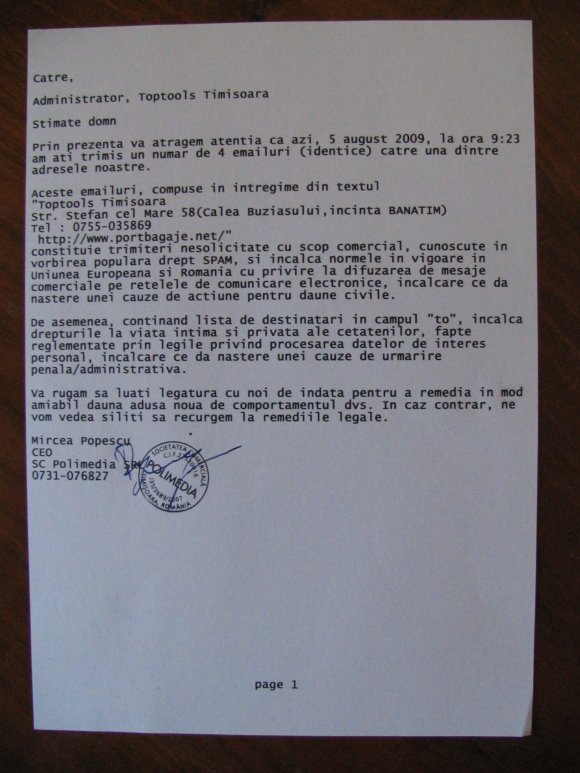 Catre,
Administrator, Toptools Timisoara
Stimate domn
Prin prezenta va atragem atentia ca azi, 5 august 2009, la ora 9:23
am ati trimis un numar de 4 emailuri (identice) catre una dintre
adresele noastre.
Aceste emailuri, compuse in intregime din textul
"Toptools Timisoara
Str. Stefan cel Mare 58(Calea Buziasului,incinta BANATIM)
Tel : 0755-035869
http://www.portbagaje.net/"
constituie trimiteri nesolicitate cu scop comercial, cunoscute in
vorbirea populara drept SPAM, si incalca normele in vigoare in
Uniunea Europeana si Romania cu privire la difuzarea de mesaje
comerciale pe retelele de comunicare electronice, incalcare ce da
nastere unei cauze de actiune pentru daune civile.
De asemenea, continand lista de destinatari in campul "to", incalca
drepturile la viata intima si privata ale cetatenilor, fapte
reglementate prin legile privind procesarea datelor de interes
personal, incalcare ce da nastere unei cauze de urmarire
penala/administrativa.
Va rugam sa luati legatura cu noi de indata pentru a remedia in mod
amiabil dauna adusa noua de comportamentul dvs. In caz contrar, ne
vom vedea siliti sa recurgem la remediile legale.
Mircea Popescu
CEO
SC Polimedia SRL
0731-076827
SOCIETATEA COMERCIALĂ
C.I.F.
POLIMEDIA
TIMIȘOARA, ROMÂNIA
page 1